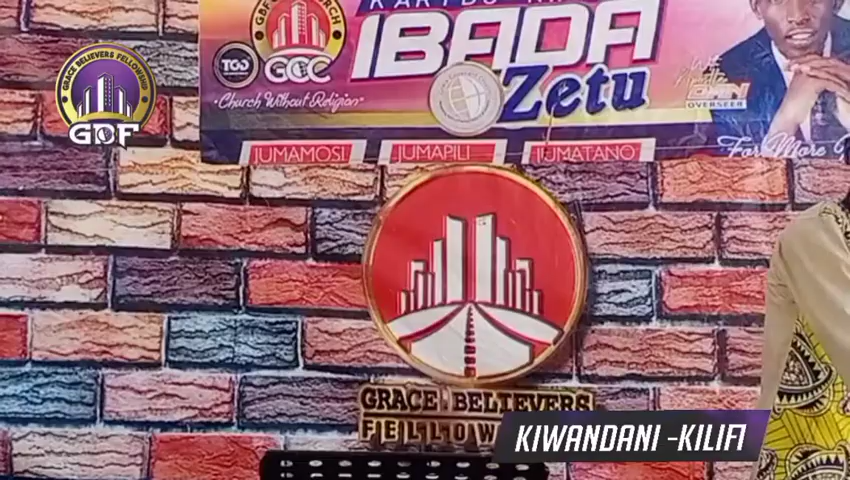 GRACE BELIEVERS FELLOWSHIP
GBF
GCC
"Church Without Religion"
IBADA
Zetu
OVERSEER
JUMAMOSI
JUMAPILI
JUMATANO
For More
GRACE BELIEVERS
KIWANDANI -KILIFI